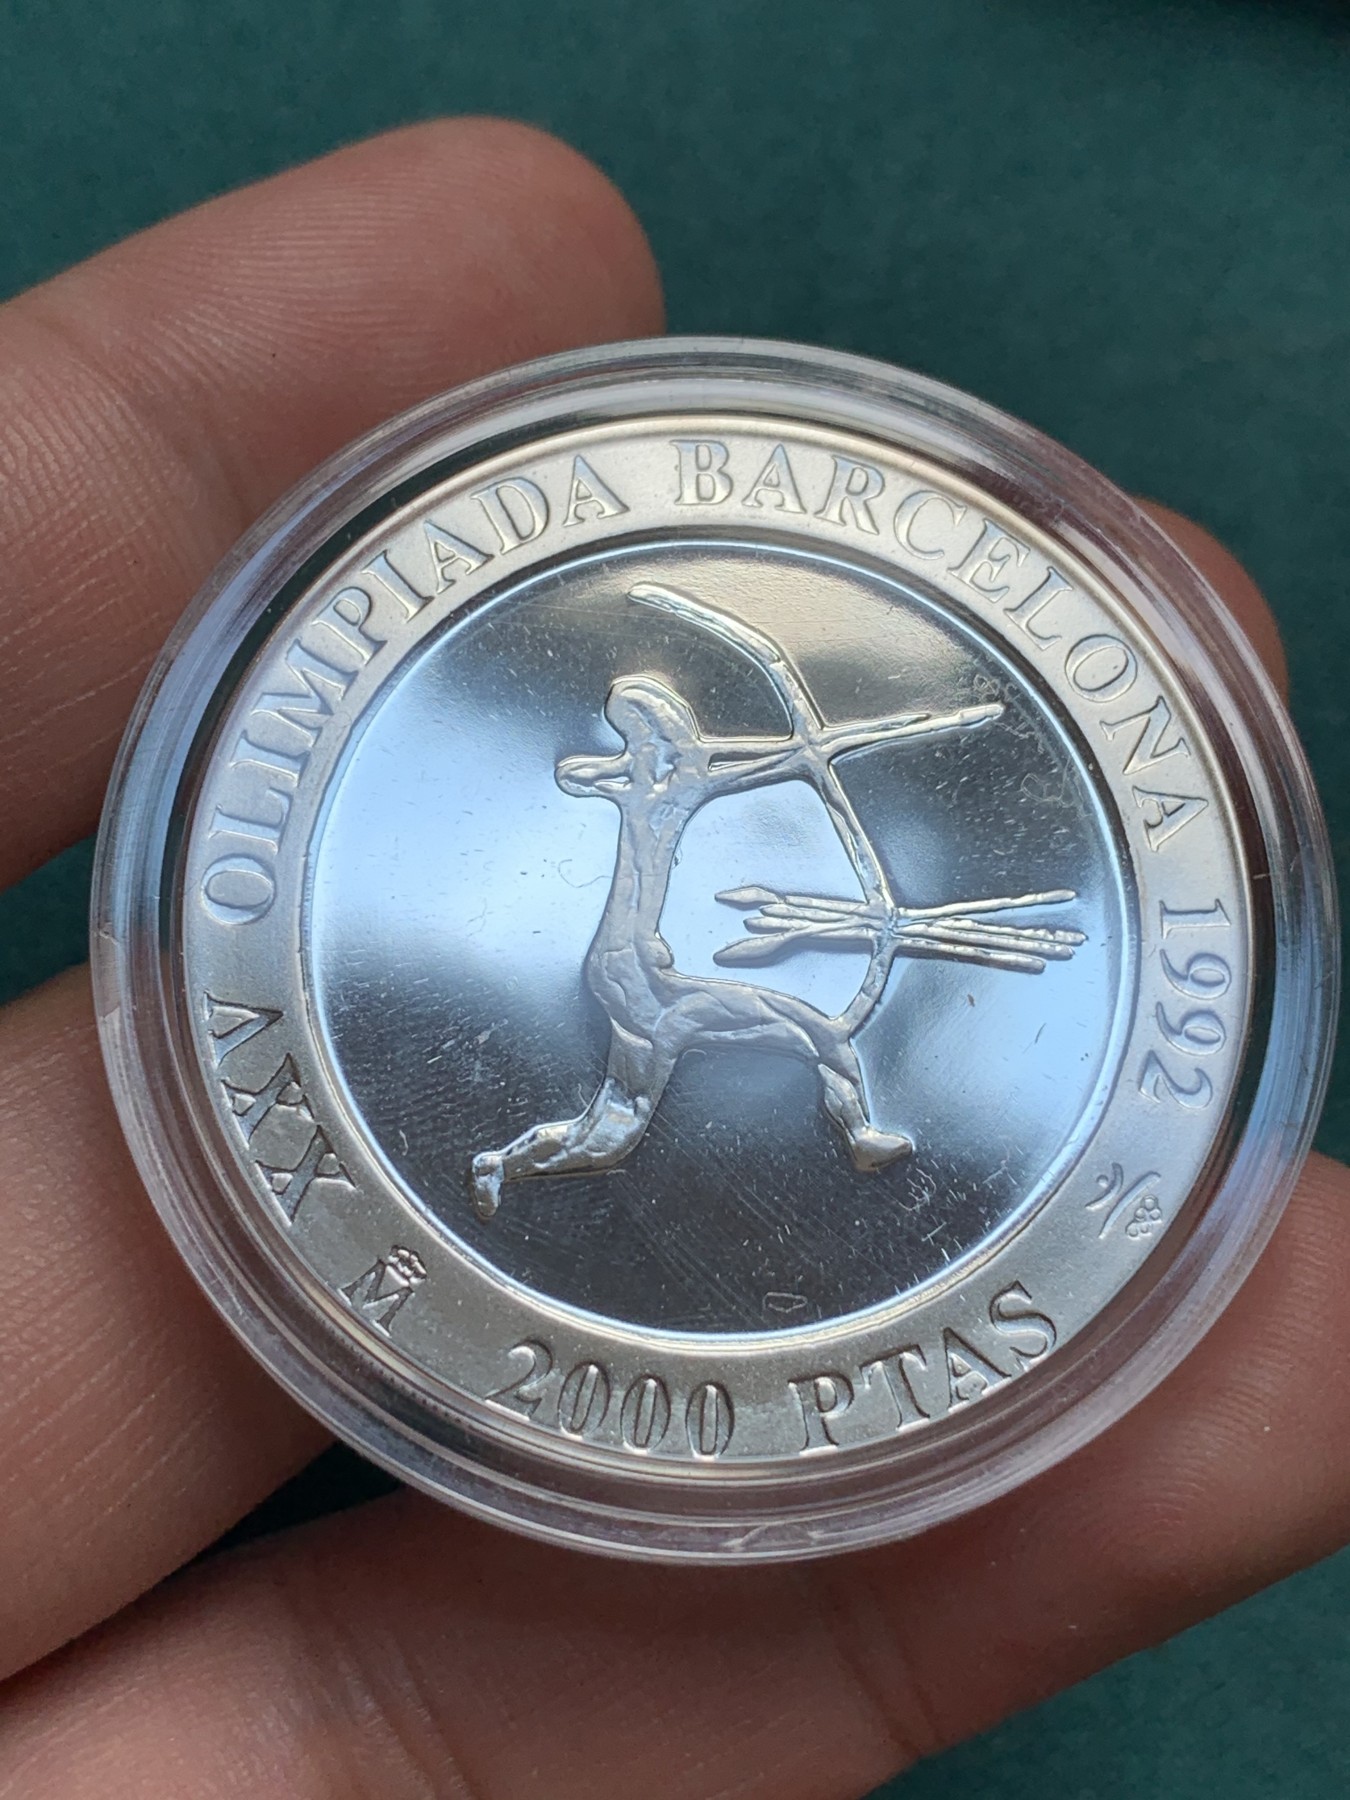 XXV OLIMPIADA BARCELONA 1992
M 2000 PTAS